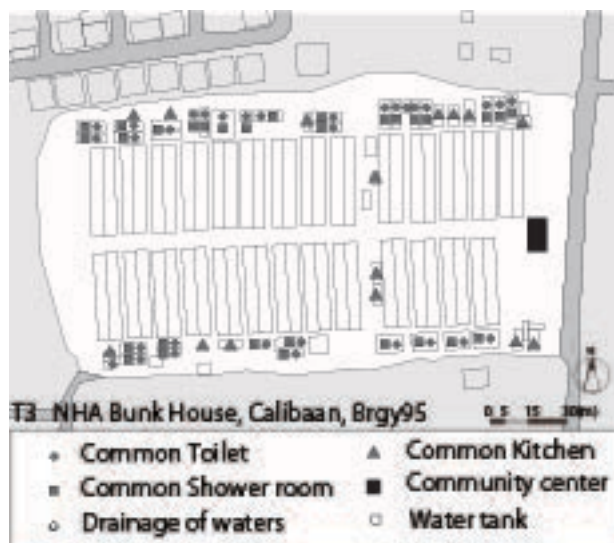 N
T3 NHA Bunk House, Calibaan, Brgy95 0 5 15 30(m)
Common Toilet Common Kitchen
Common Shower room Community center
Drainage of waters Water tank